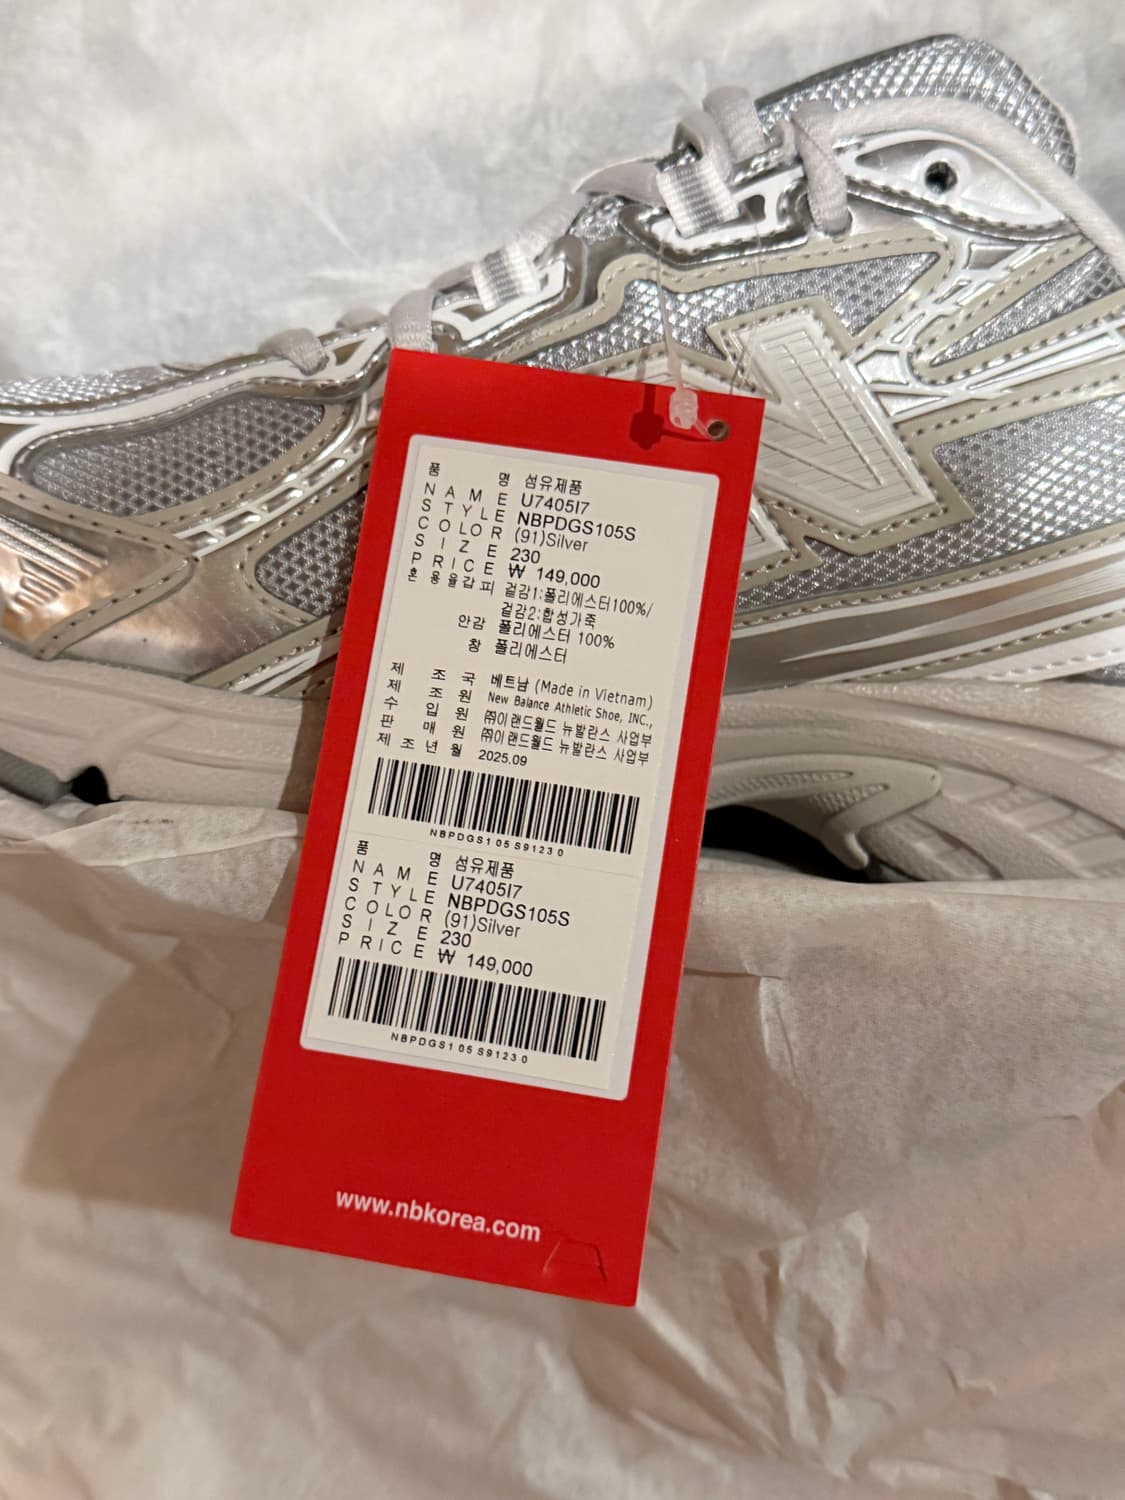 품 명 섬유제품
NAME U7405I7
STYLE NBPDGS105S
COLOR (91)Silver
SIZE 230
PRICE ₩ 149,000
혼용율겉피 겉감1:폴리에스터100%/
겉감2:합성가죽
안감 폴리에스터 100%
창 폴리에스터
제조국 베트남 (Made in Vietnam)
제조원 New Balance Athletic Shoe, INC.,
수입원 ㈜이랜드월드 뉴발란스 사업부
판매원 ㈜이랜드월드 뉴발란스 사업부
제조년월 2025.09
NBPDGS105S91230
품 명 섬유제품
NAME U7405I7
STYLE NBPDGS105S
COLOR (91)Silver
SIZE 230
PRICE ₩ 149,000
NBPDGS105S91230
www.nbkorea.com